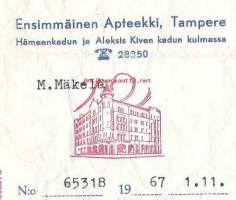 Ensimmäinen Apteekki, Tampere
Hämeenkadun ja Aleksis Kiven kadun kulmassa
☎ 28350
M.Mäkelä
N:o 65318 19 67 1.11.